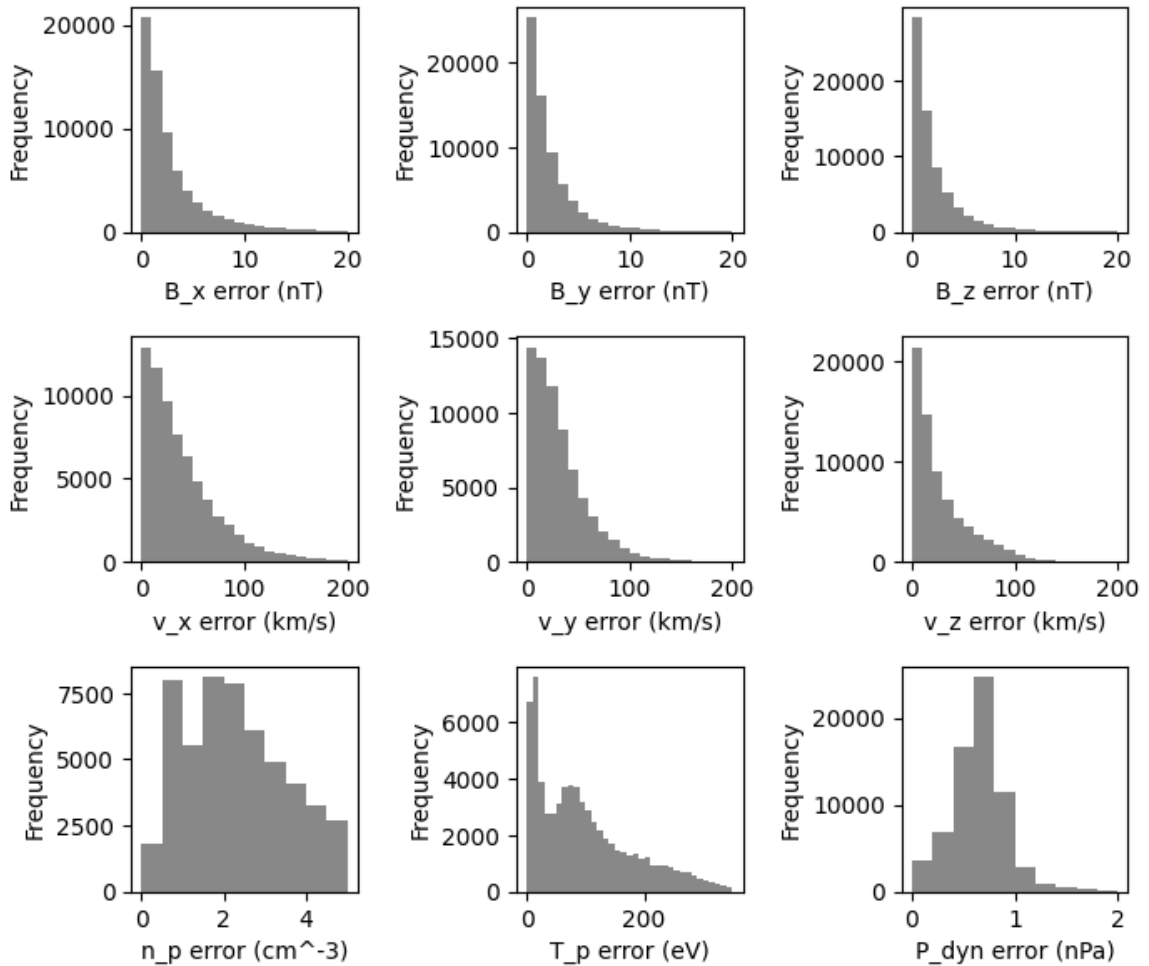 Frequency
20000
10000
0
0 10 20
B_x error (nT)
Frequency
20000
10000
0
0 10 20
B_y error (nT)
Frequency
20000
10000
0
0 10 20
B_z error (nT)
Frequency
10000
5000
0
0 100 200
v_x error (km/s)
Frequency
15000
10000
5000
0
0 100 200
v_y error (km/s)
Frequency
20000
10000
0
0 100 200
v_z error (km/s)
Frequency
7500
5000
2500
0
0 2 4
n_p error (cm^-3)
Frequency
6000
4000
2000
0
0 200
T_p error (eV)
Frequency
20000
10000
0
0 1 2
P_dyn error (nPa)